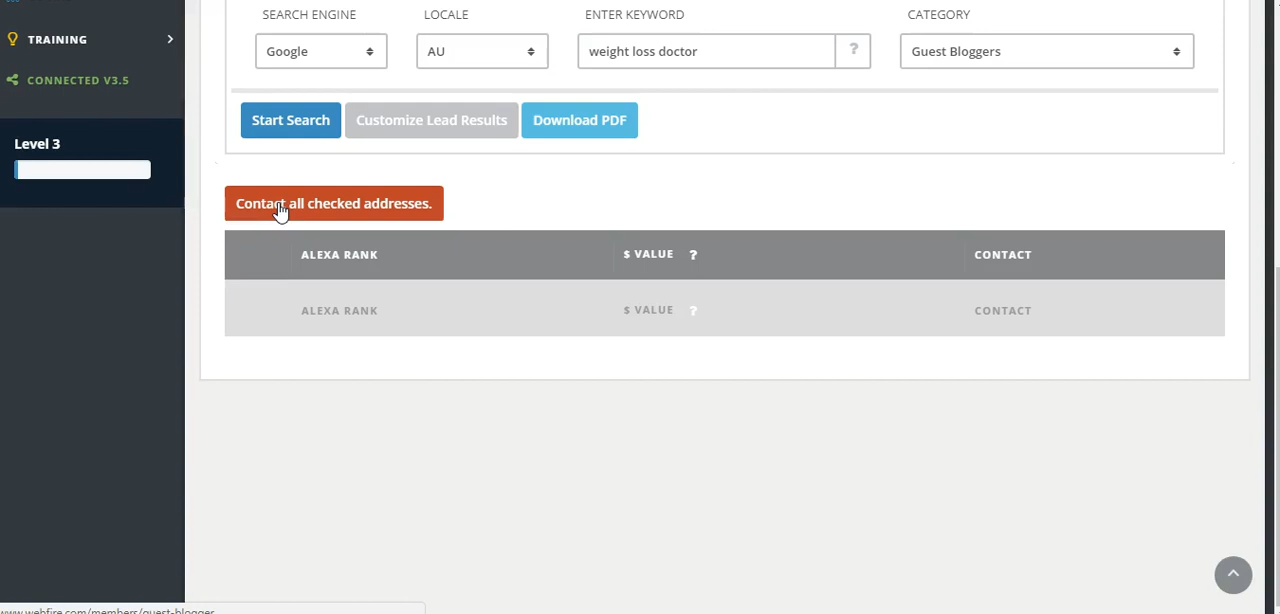 SEARCH ENGINE LOCALE ENTER KEYWORD CATEGORY
TRAINING
Google AU weight loss doctor ? Guest Bloggers
CONNECTED V3.5
Start Search Customize Lead Results Download PDF
Level 3
Contact all checked addresses.
ALEXA RANK $ VALUE ? CONTACT
ALEXA RANK $ VALUE ? CONTACT
www.webfire.com/members/guest-blogger